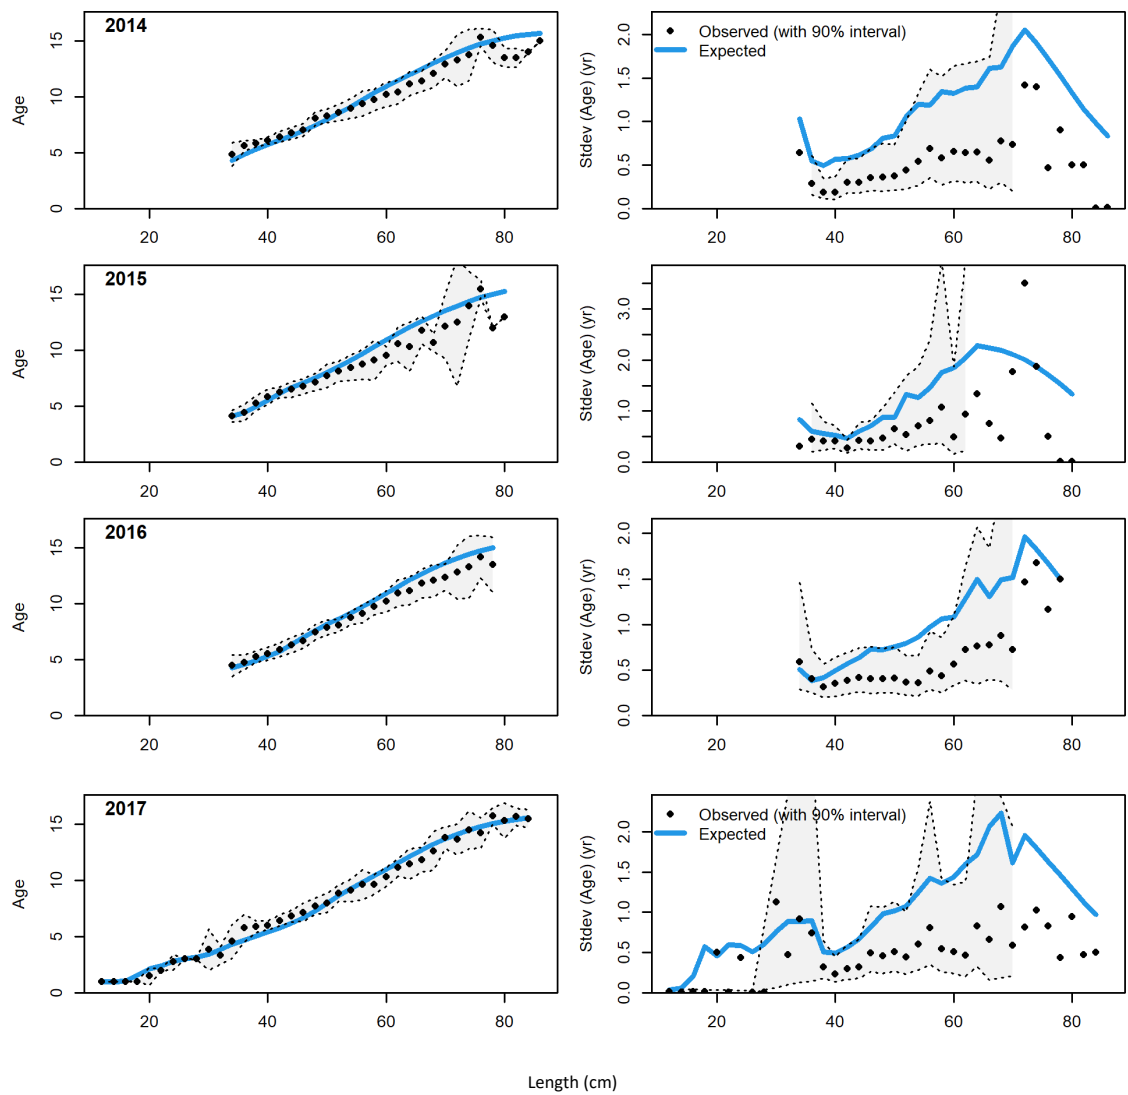 2014
Age
0 5 10 15
20 40 60 80
Stdev (Age) (yr)
0.0 0.5 1.0 1.5 2.0
Observed (with 90% interval)
Expected
20 40 60 80
2015
Age
0 5 10 15
20 40 60 80
Stdev (Age) (yr)
0.0 1.0 2.0 3.0
20 40 60 80
2016
Age
0 5 10 15
20 40 60 80
Stdev (Age) (yr)
0.0 0.5 1.0 1.5 2.0
20 40 60 80
2017
Age
0 5 10 15
20 40 60 80
Stdev (Age) (yr)
0.0 0.5 1.0 1.5 2.0
Observed (with 90% interval)
Expected
20 40 60 80
Length (cm)